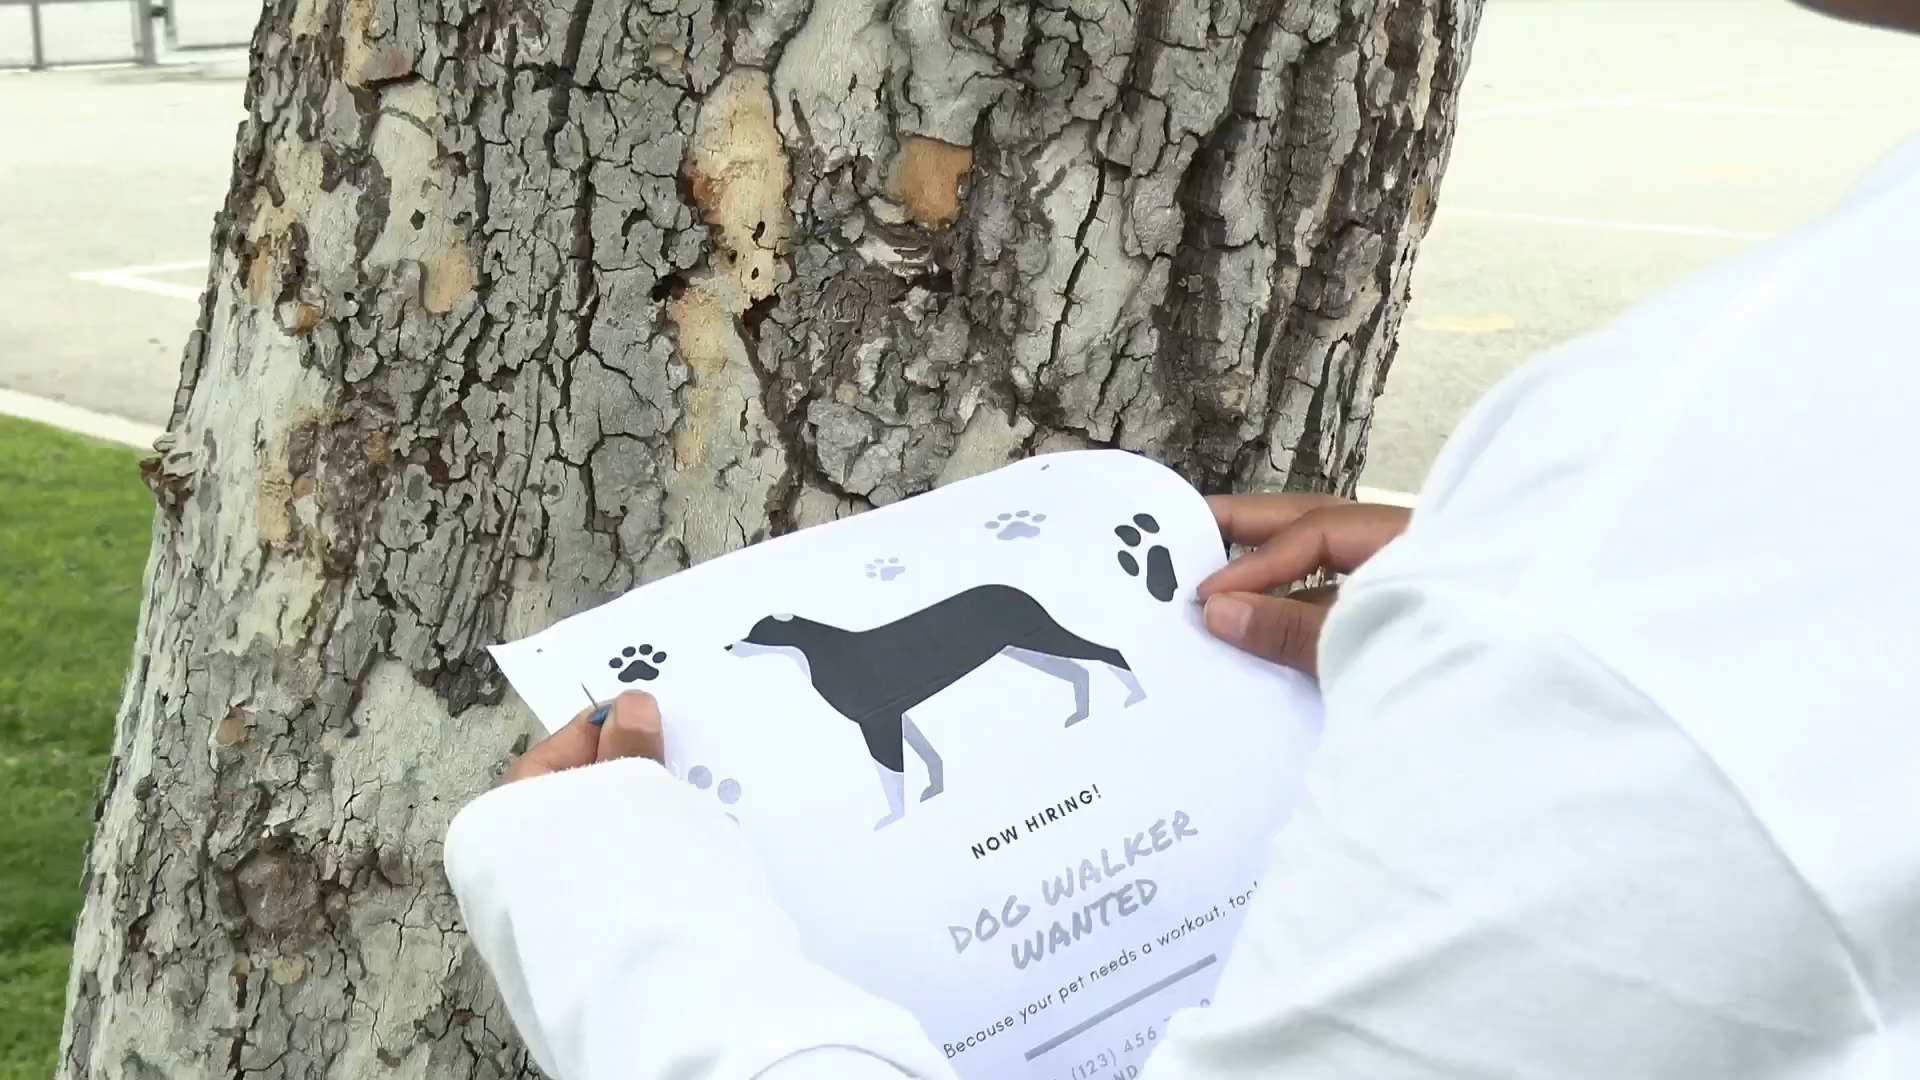 NOW HIRING!
DOG WALKER
WANTED
Because your pet needs a workout, too!
(123) 456